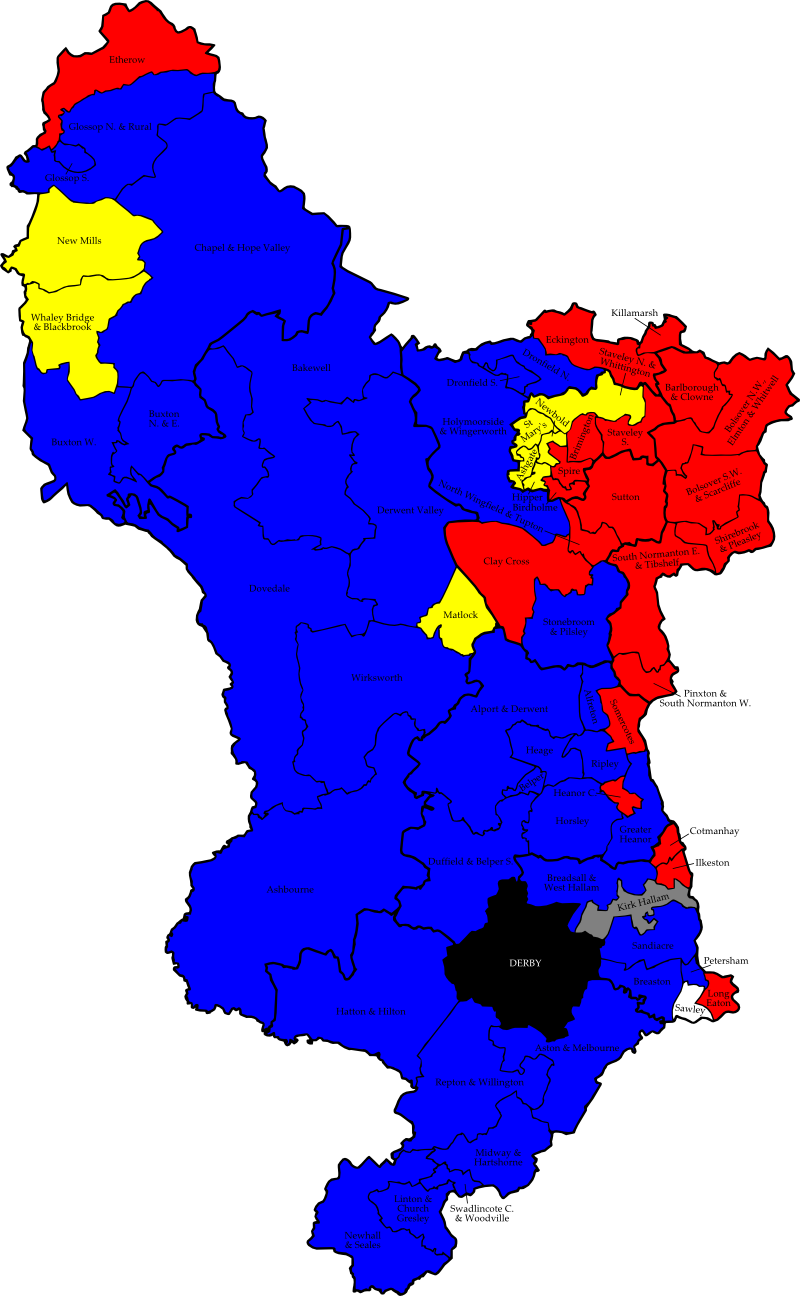 Etherow
Glossop N. & Rural
Glossop S.
New Mills
Chapel & Hope Valley
Whaley Bridge
& Blackbrook
Killamarsh
Eckington
Staveley N. &
Whittington
Dronfield N.
Dronfield S.
Bakewell
Barlborough
& Clowne
Bolsover N.W.
Elmton & Whitwell
Buxton
N. & E.
Buxton W.
Newbold
St
Mary's
Ashgate
Brimington
Staveley
S.
Holymoorside
& Wingerworth
Spire
Bolsover S.W.
& Scarcliffe
Sutton
Hipper
Birdholme
North Wingfield & Tupton
Derwent Valley
Shirebrook
& Pleasley
South Normanton E.
& Tibshelf
Clay Cross
Dovedale
Matlock
Stonebroom
& Pilsley
Wirksworth
Pinxton &
South Normanton W.
Alfreton
Somercotes
Alport & Derwent
Heage
Ripley
Belper
Heanor C.
Horsley
Greater
Heanor
Cotmanhay
Ilkeston
Duffield & Belper S.
Breadsall &
West Hallam
Ashbourne
Kirk Hallam
Sandiacre
DERBY
Petersham
Breaston
Long
Eaton
Sawley
Hatton & Hilton
Aston & Melbourne
Repton & Willington
Midway &
Hartshorne
Linton &
Church
Gresley
Swadlincote C.
& Woodville
Newhall
& Seales